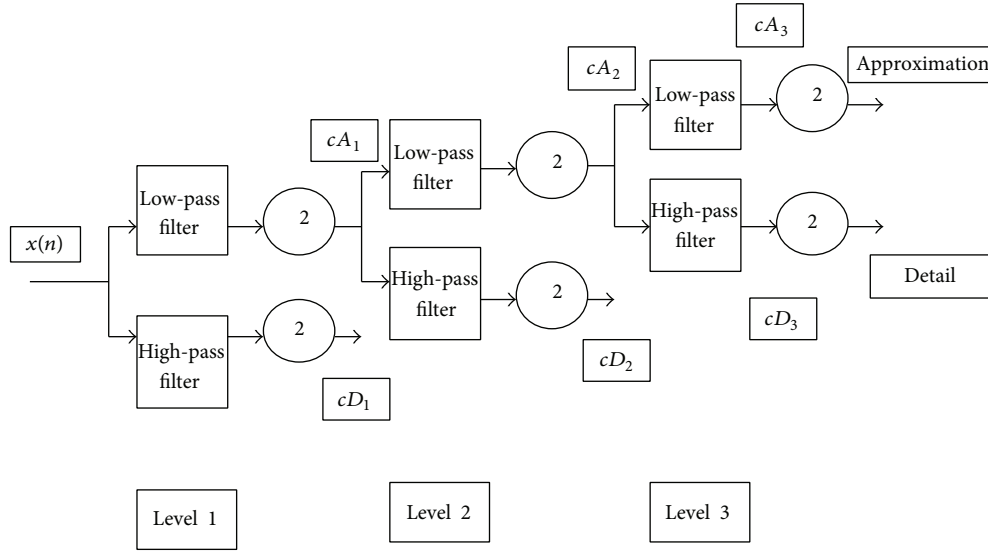 cA₃
cA₂
Approximation
Low-pass
filter
2
cA₁
Low-pass
filter
2
Low-pass
filter
2
High-pass
filter
2
x(n)
High-pass
filter
2
Detail
cD₃
High-pass
filter
2
cD₂
cD₁
Level 1
Level 2
Level 3